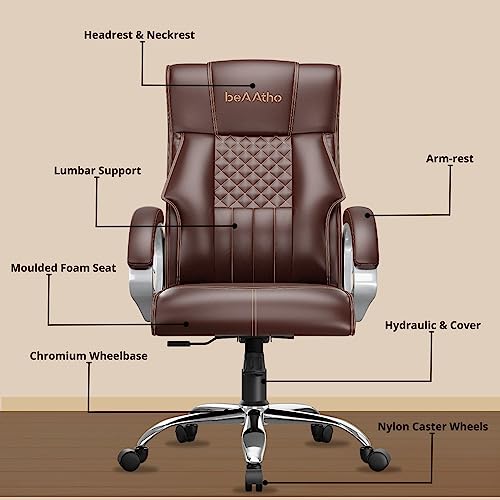 Headrest & Neckrest
beAAtho
Arm-rest
Lumbar Support
Moulded Foam Seat
Hydraulic & Cover
Chromium Wheelbase
Nylon Caster Wheels